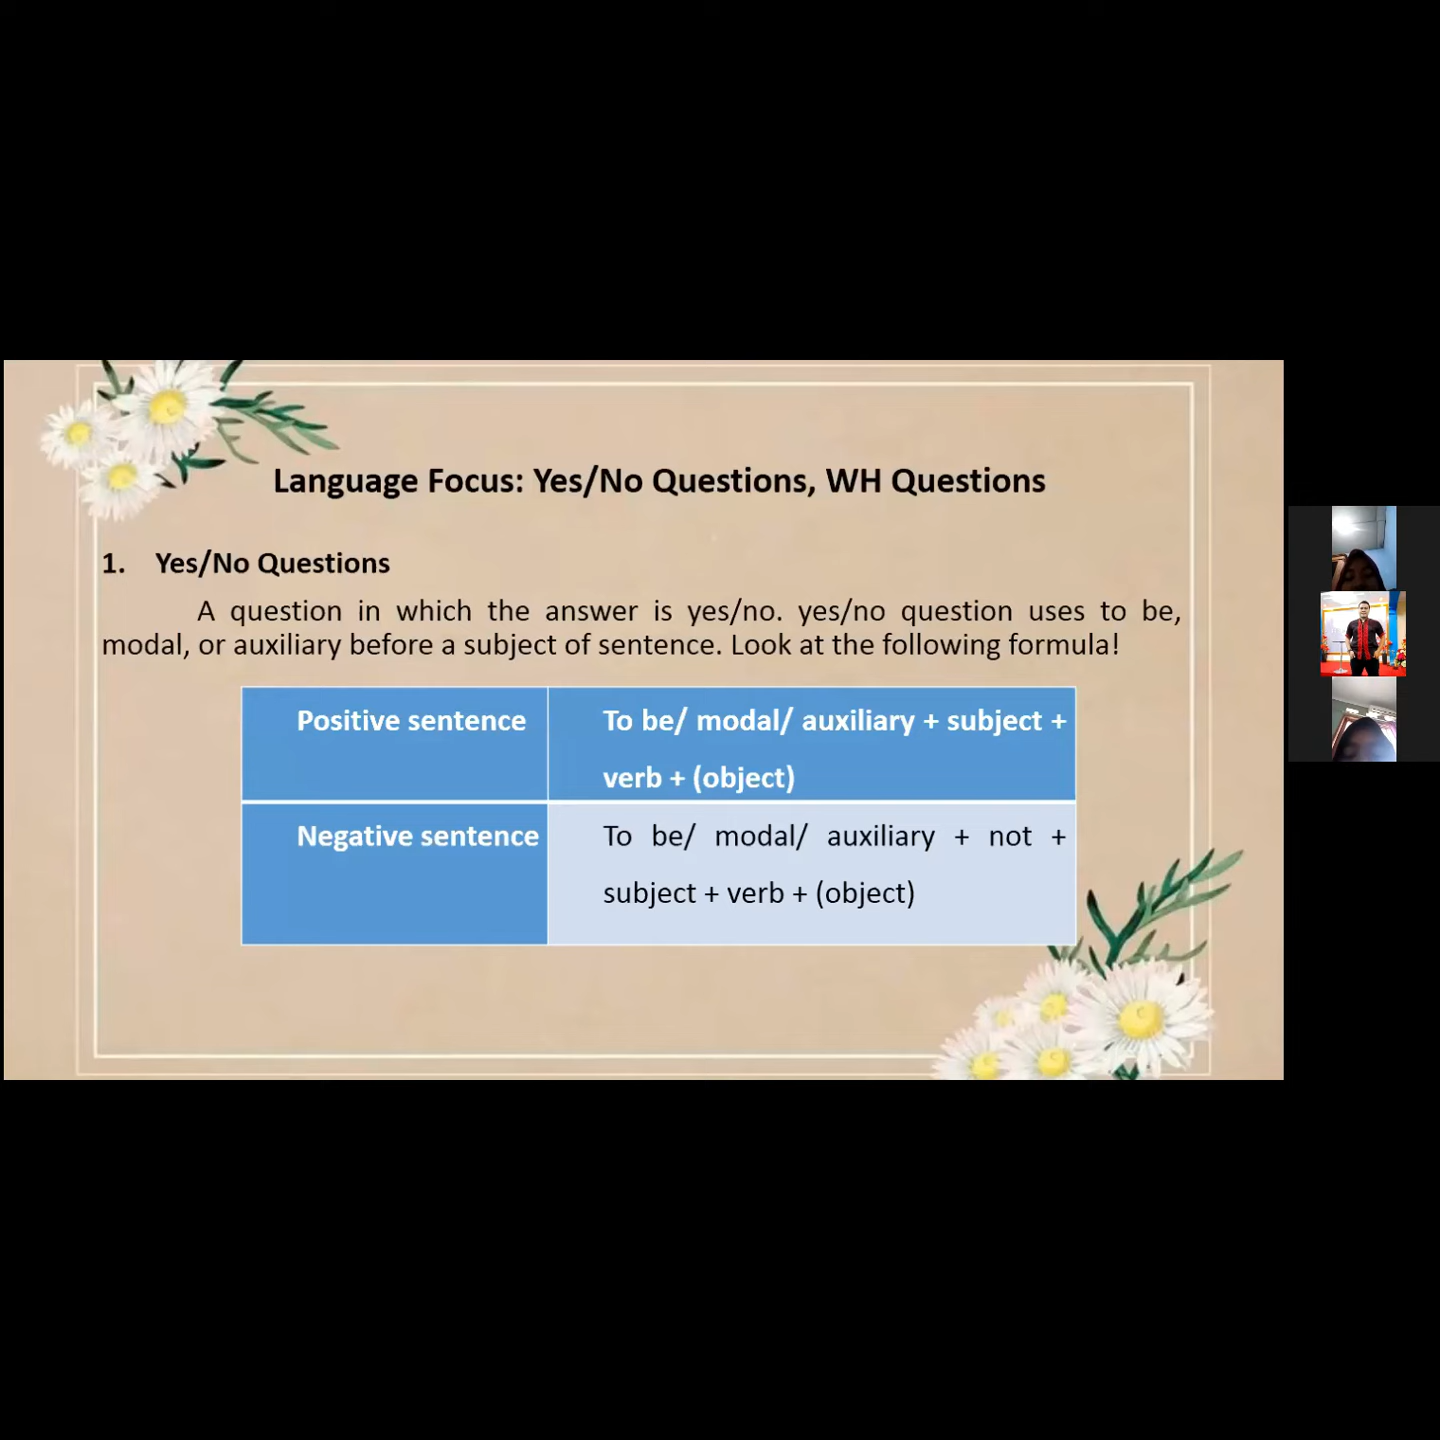 Language Focus: Yes/No Questions, WH Questions
1. Yes/No Questions
A question in which the answer is yes/no. yes/no question uses to be,
modal, or auxiliary before a subject of sentence. Look at the following formula!
Positive sentence
To be/ modal/ auxiliary + subject +
verb + (object)
Negative sentence
To be/ modal/ auxiliary + not +
subject + verb + (object)